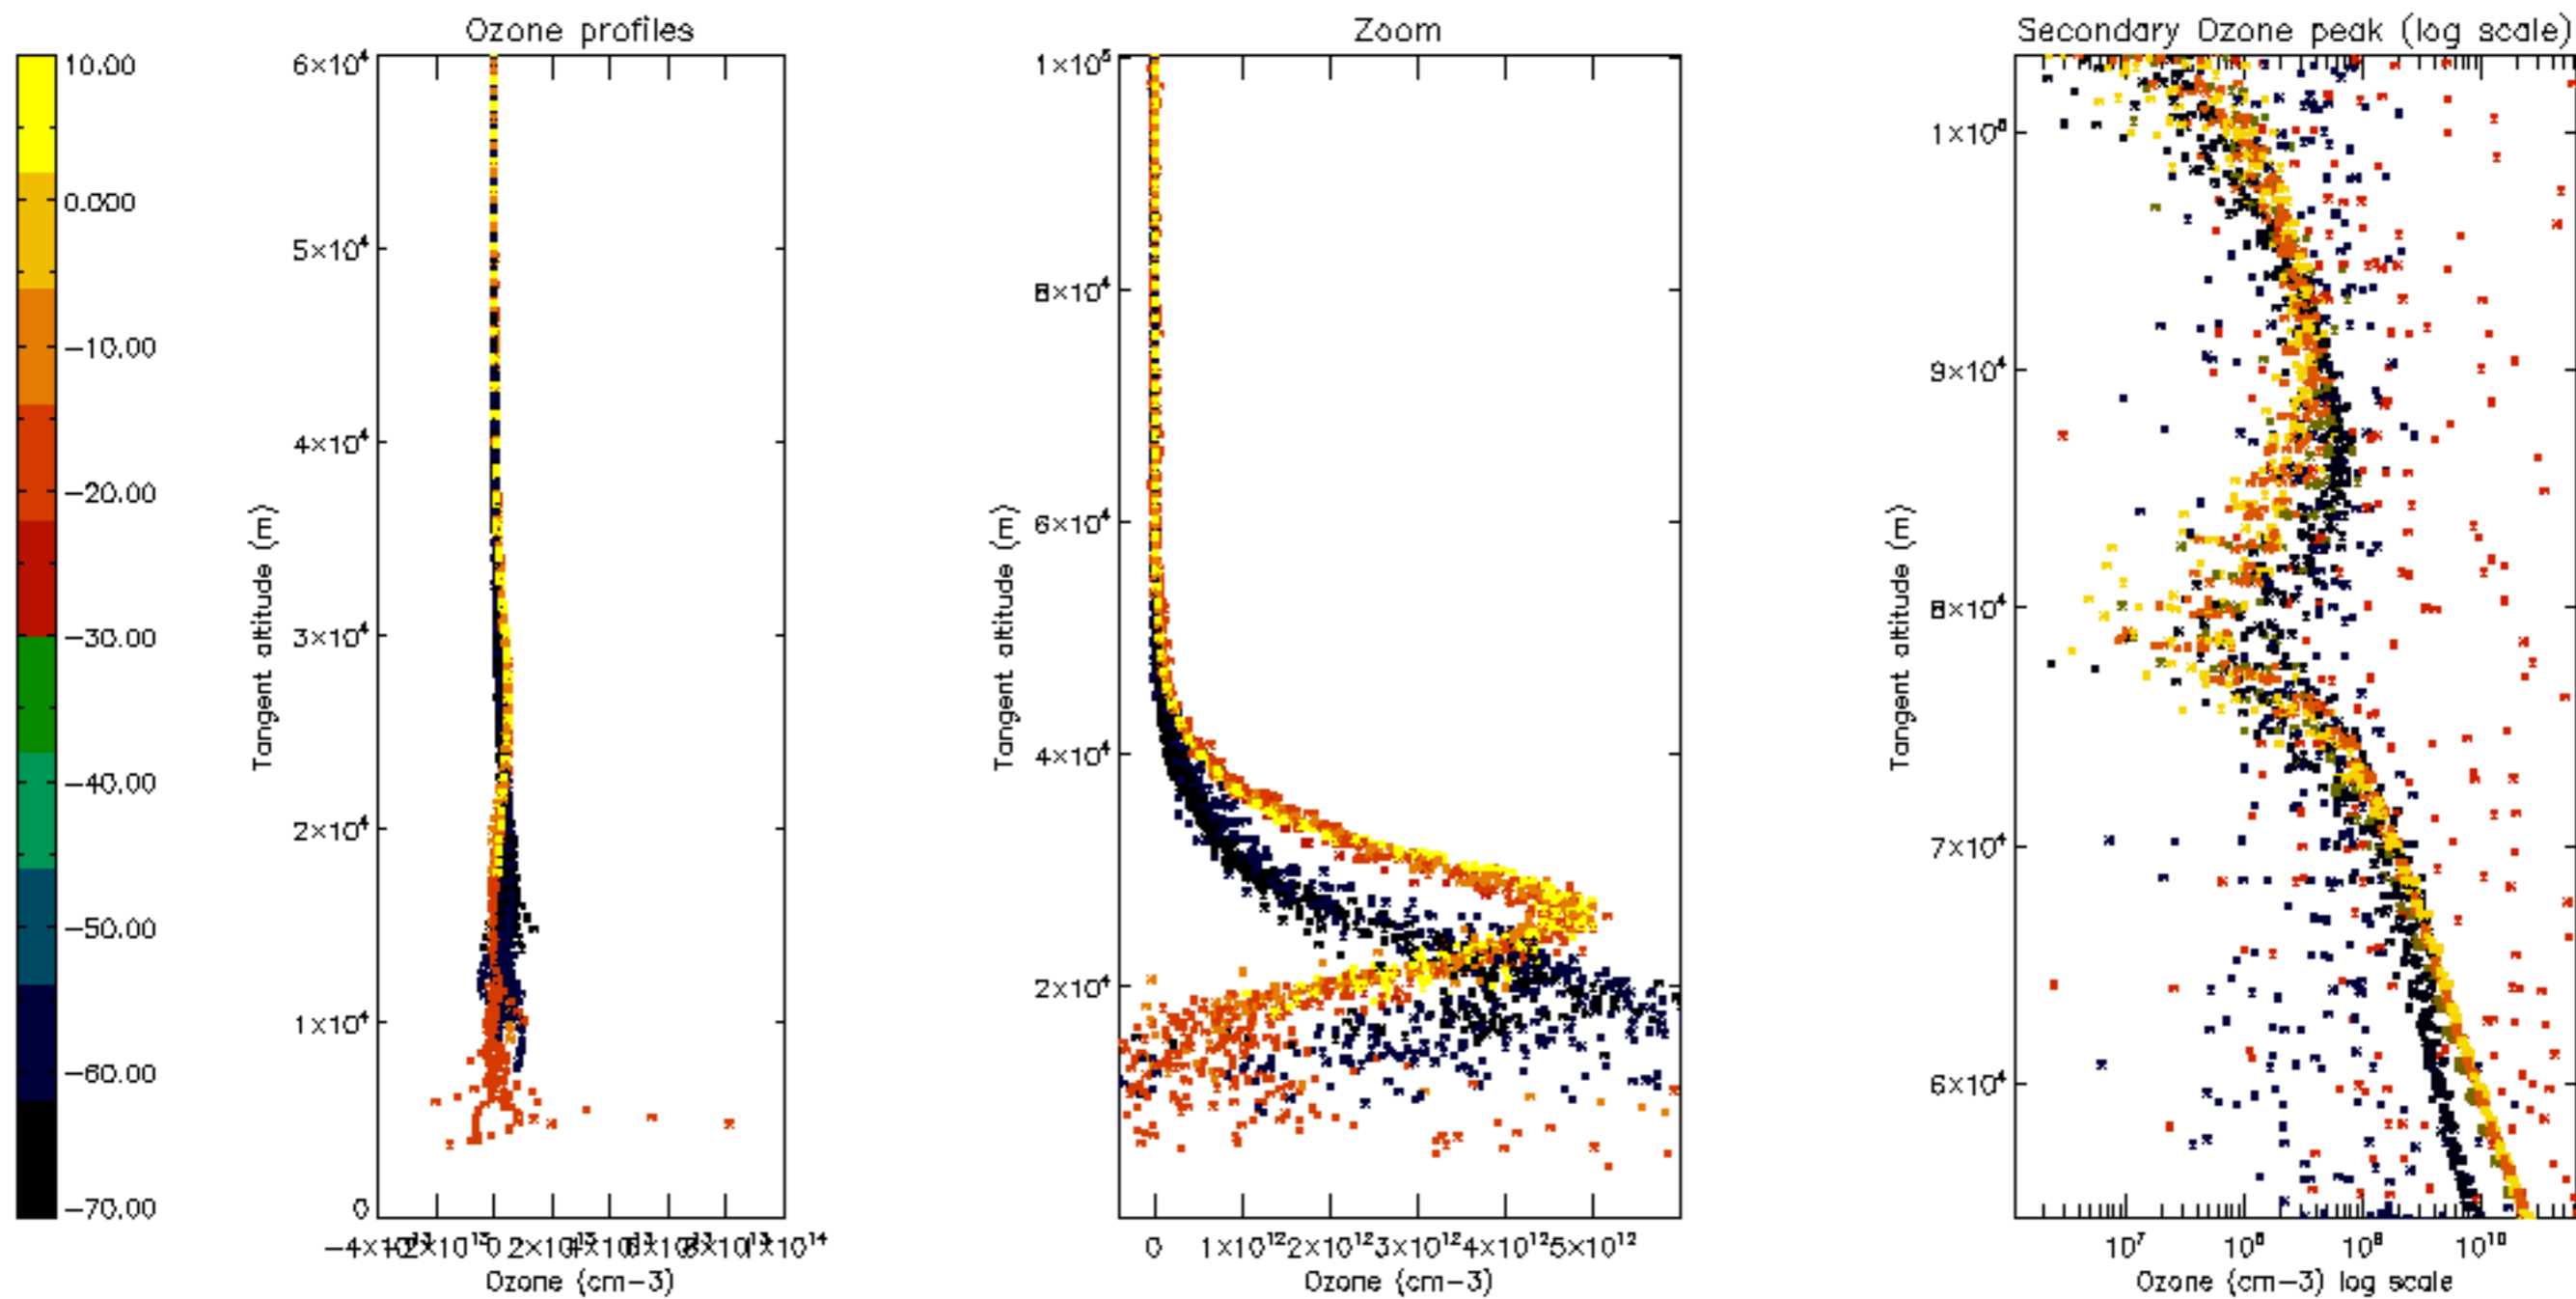 Ozone profiles
Zoom
Secondary Ozone peak (log scale)
10.00
0.000
−10.00
−20.00
−30.00
−40.00
−50.00
−60.00
−70.00
Tangent altitude (m)
6×10⁴
5×10⁴
4×10⁴
3×10⁴
2×10⁴
1×10⁴
0
0
1×10¹⁴
Ozone (cm−3)
Tangent altitude (m)
1×10⁵
8×10⁴
6×10⁴
4×10⁴
2×10⁴
0 1×10¹² 2×10¹² 3×10¹² 4×10¹² 5×10¹²
Ozone (cm−3)
Tangent altitude (m)
1×10⁵
9×10⁴
8×10⁴
7×10⁴
6×10⁴
10⁷ 10⁸ 10⁹ 10¹⁰
Ozone (cm−3) log scale